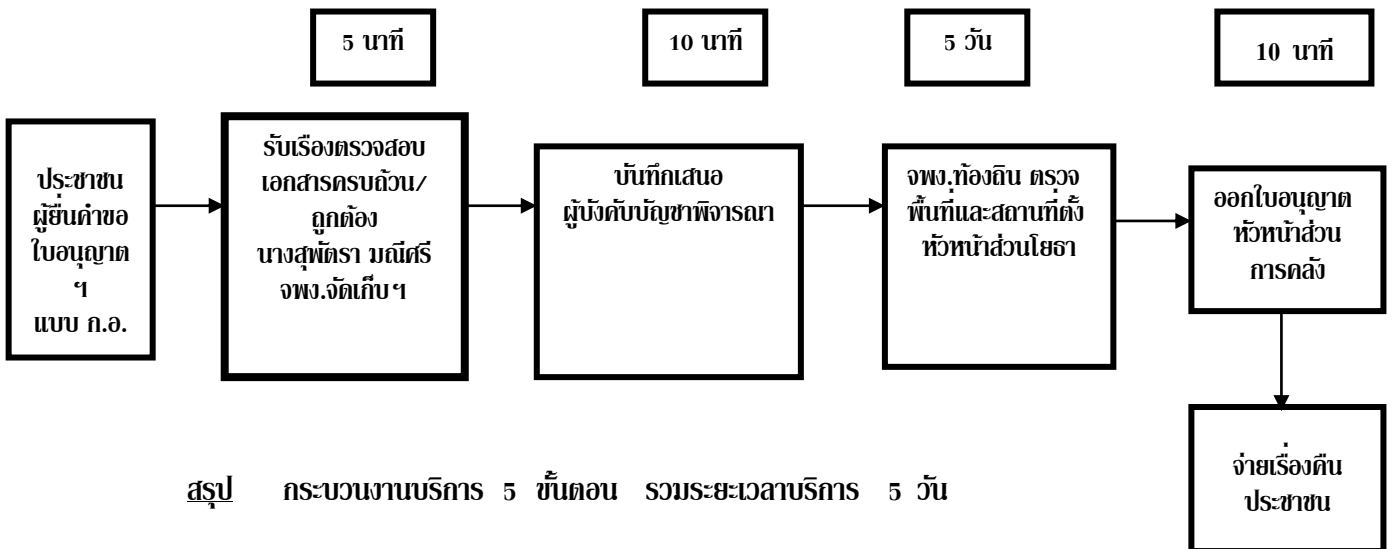 5 นาที
10 นาที
5 วัน
10 นาที
ประชาชน
ผู้ยื่นคำขอ
ใบอนุญาต
ฯ
แบบ ก.อ.
รับเรื่องตรวจสอบ
เอกสารครบถ้วน/
ถูกต้อง
นางสุพัตรา มณีศรี
จพง.จัดเก็บฯ
บันทึกเสนอ
ผู้บังคับบัญชาพิจารณา
จพง.ท้องถิ่น ตรวจ
พื้นที่และสถานที่ตั้ง
หัวหน้าส่วนโยธา
ออกใบอนุญาต
หัวหน้าส่วน
การคลัง
จ่ายเรื่องคืน
ประชาชน
สรุป กระบวนงานบริการ 5 ขั้นตอน รวมระยะเวลาบริการ 5 วัน